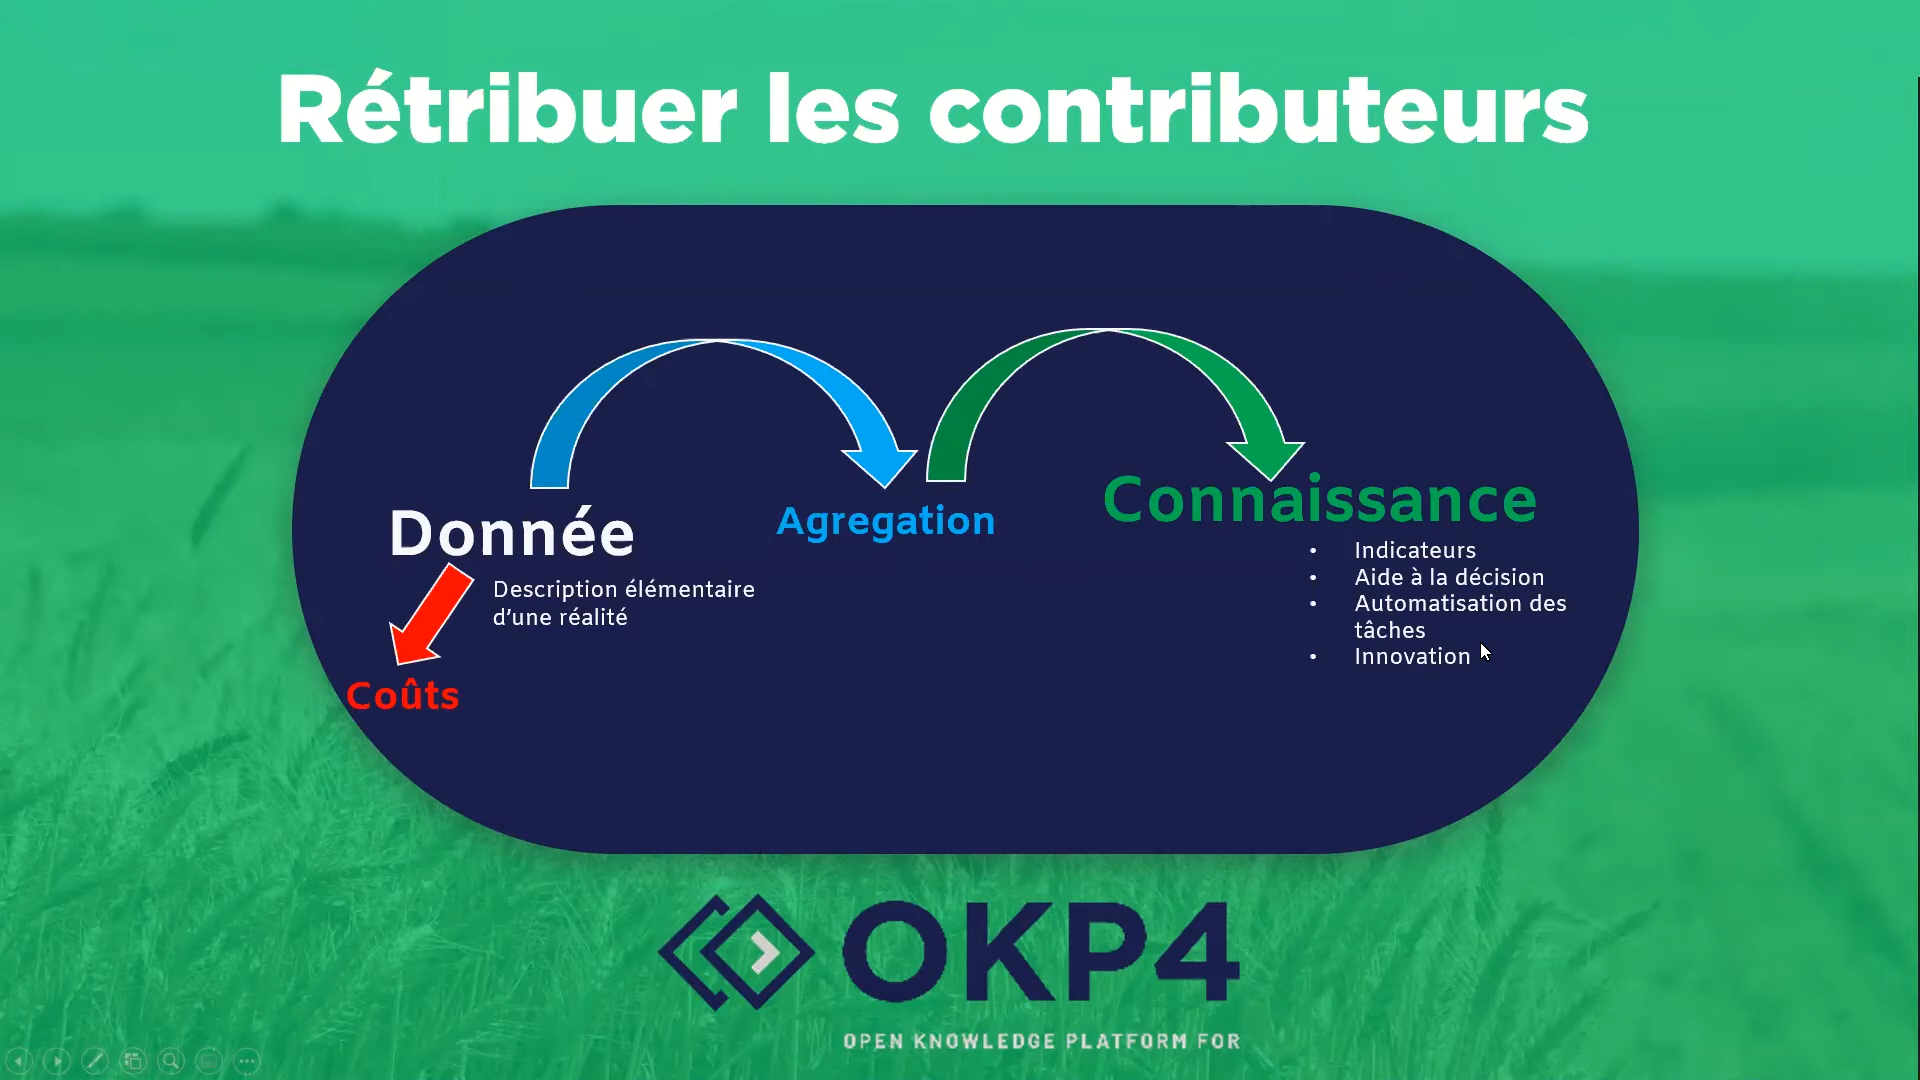 Rétribuer les contributeurs
Donnée
Description élémentaire
d’une réalité
Coûts
Agregation
Connaissance
• Indicateurs
• Aide à la décision
• Automatisation des
tâches
• Innovation
OKP4
OPEN KNOWLEDGE PLATFORM FOR